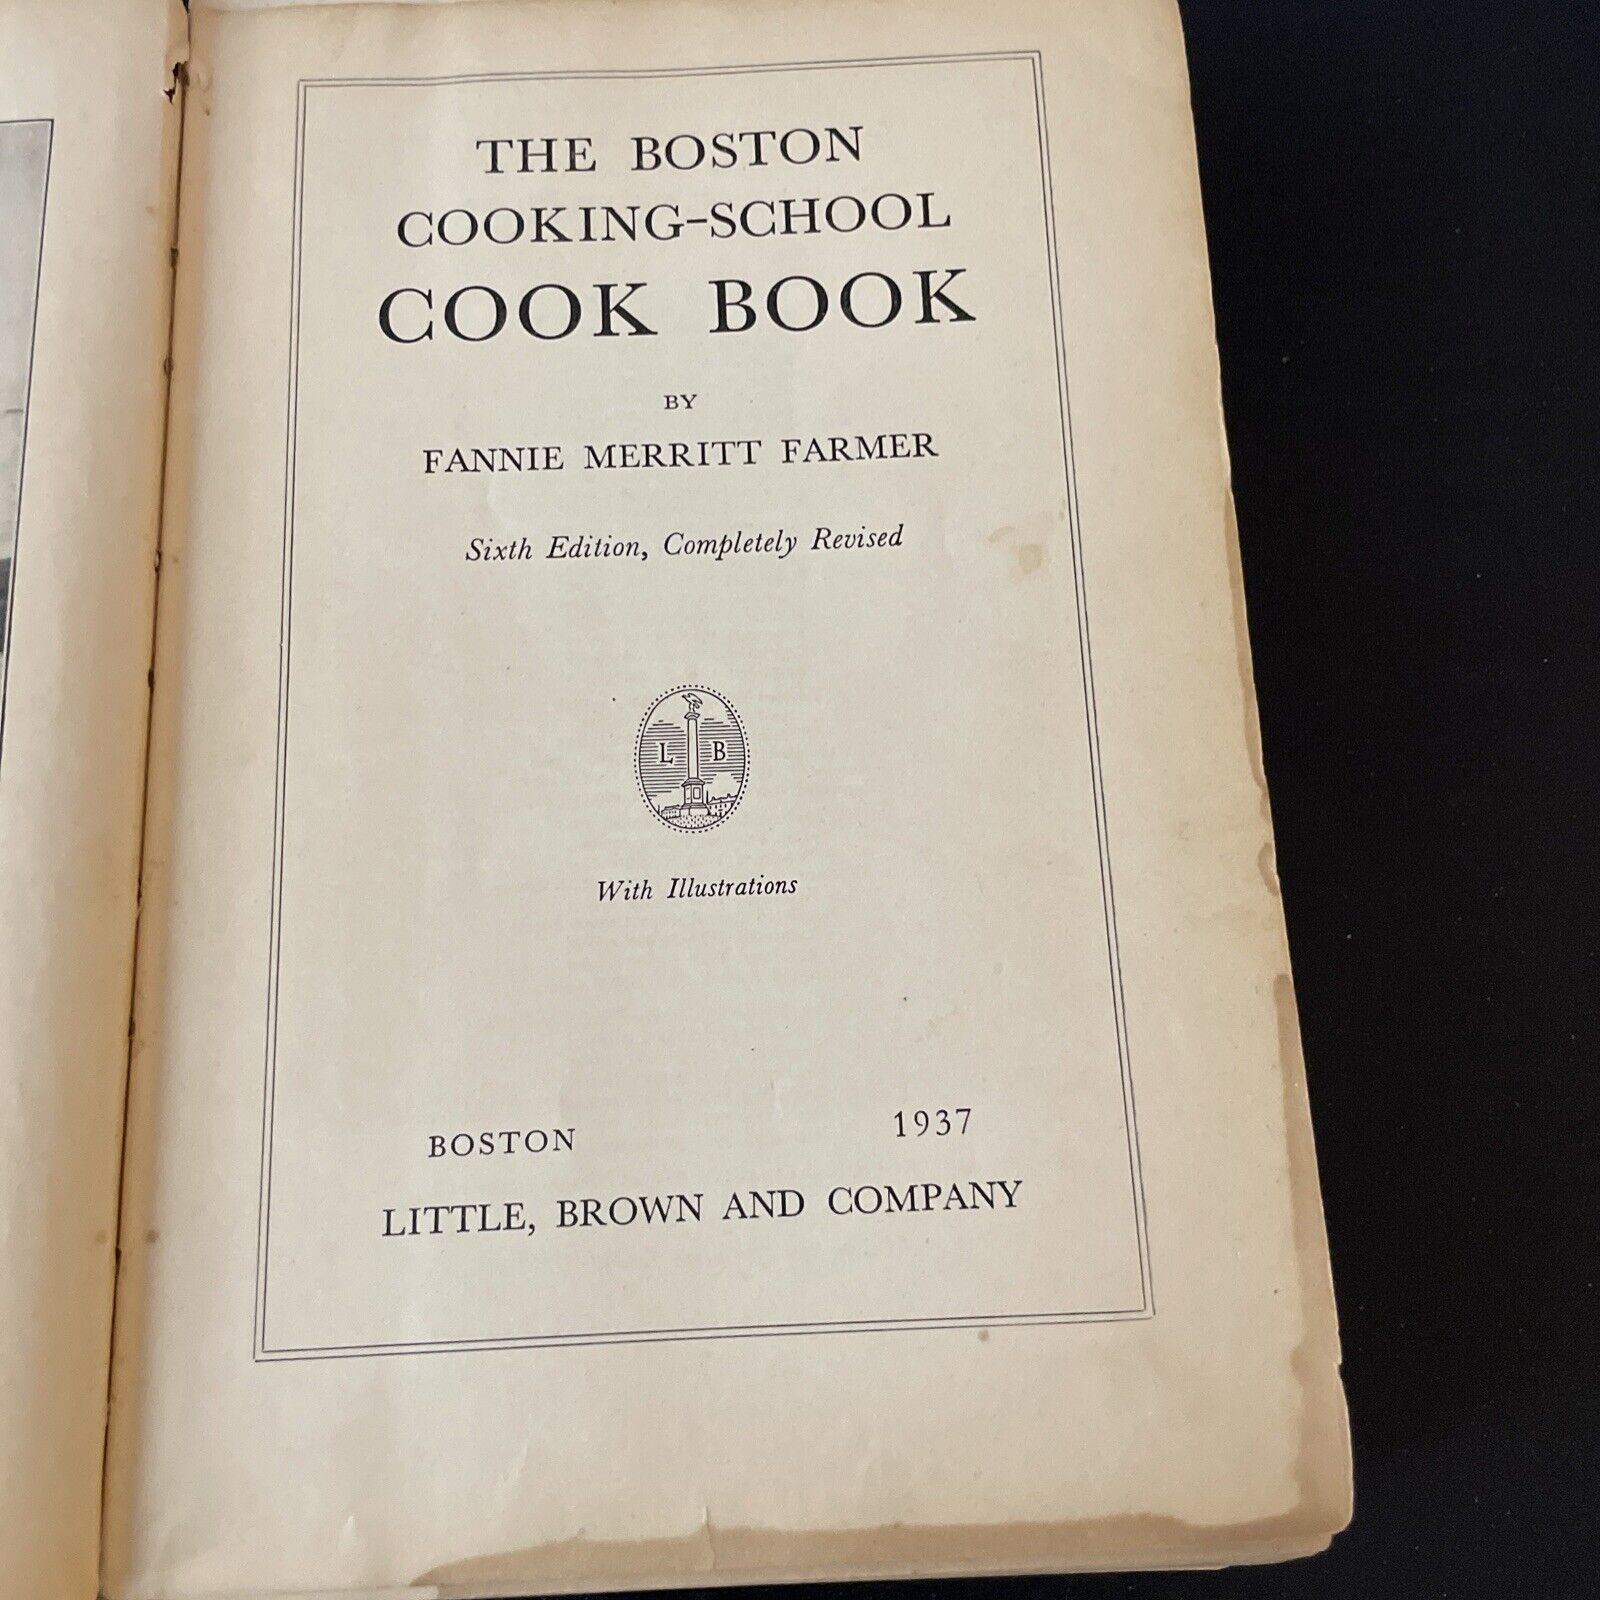 THE BOSTON
COOKING-SCHOOL
COOK BOOK
BY
FANNIE MERRITT FARMER
Sixth Edition, Completely Revised
L B
With Illustrations
BOSTON 1937
LITTLE, BROWN AND COMPANY